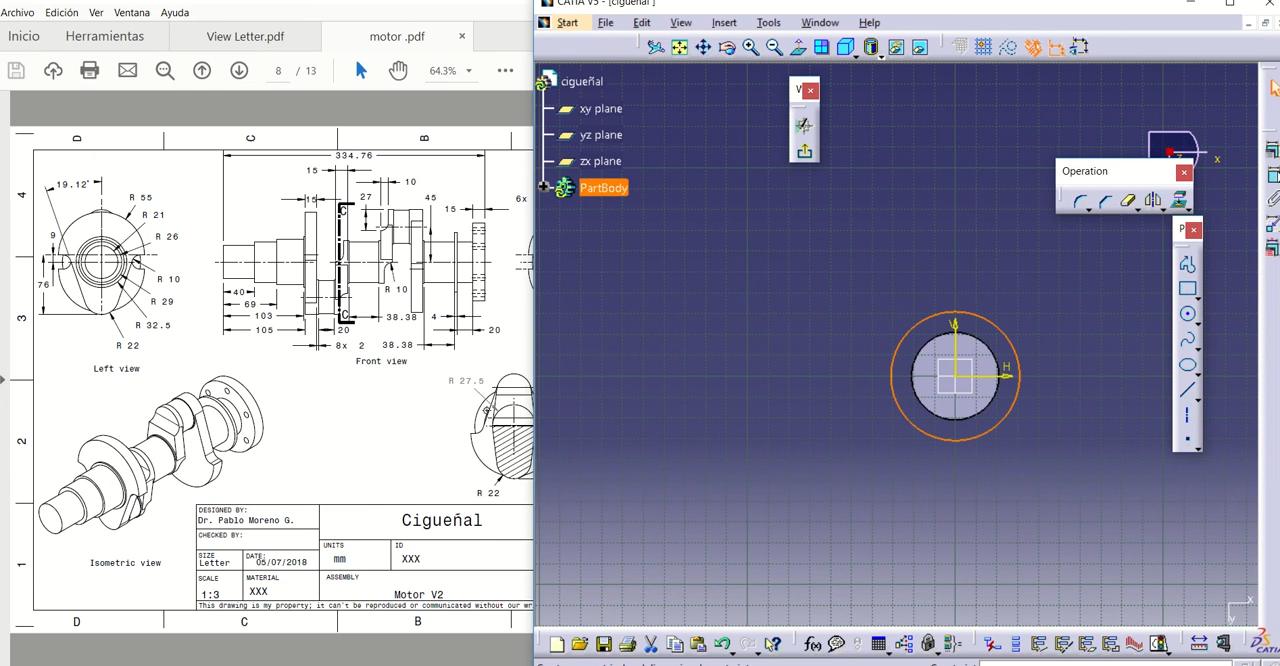 Archivo Edición Ver Ventana Ayuda
Inicio Herramientas View Letter.pdf motor .pdf ×
8 / 13 64.3%
D C B
4
3
2
1
19.12°
R 55
R 21
R 26
R 10
R 29
R 32.5
R 22
9
76
Left view
334.76
15
10
15
27
45
15
6x
C
C
R 10
40
69
103
105
38.38
4
20
20
8x 2
38.38
Front view
Isometric view
R 27.5
R 22
DESIGNED BY:
Dr. Pablo Moreno G.
CHECKED BY:
SIZE
Letter
DATE:
05/07/2018
SCALE
1:3
MATERIAL
XXX
Cigueñal
UNITS
mm
ID
XXX
ASSEMBLY
Motor V2
This drawing is my property; it can't be reproduced or communicated without our wr
D C B
CATIA V5 - [cigueñal ]
Start File Edit View Insert Tools Window Help
cigueñal
xy plane
yz plane
zx plane
PartBody
Operation
P
x
z
V
H
x
y
f(x)
CATIA